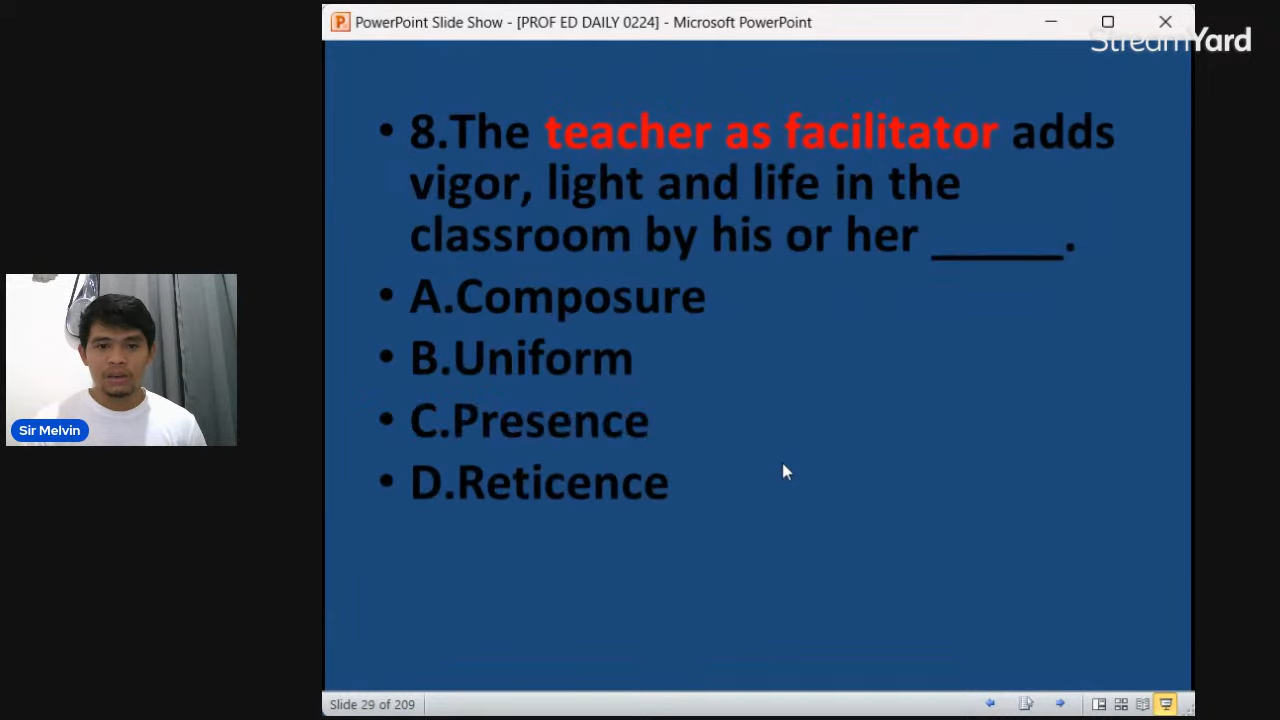 PowerPoint Slide Show - [PROF ED DAILY 0224] - Microsoft PowerPoint
StreamYard
• 8.The teacher as facilitator adds
vigor, light and life in the
classroom by his or her ______.
• A.Composure
• B.Uniform
• C.Presence
• D.Reticence
Sir Melvin
Slide 29 of 209